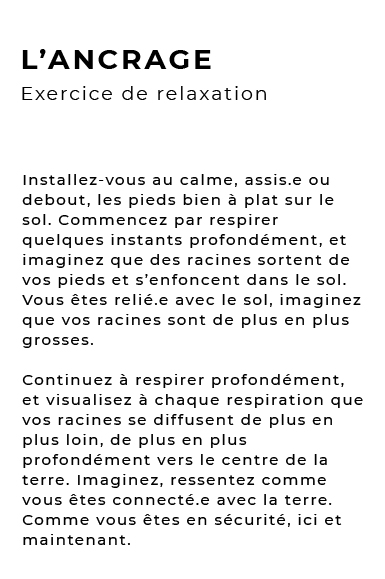 L’ANCRAGE
Exercice de relaxation
Installez-vous au calme, assis.e ou
debout, les pieds bien à plat sur le
sol. Commencez par respirer
quelques instants profondément, et
imaginez que des racines sortent de
vos pieds et s’enfoncent dans le sol.
Vous êtes relié.e avec le sol, imaginez
que vos racines sont de plus en plus
grosses.
Continuez à respirer profondément,
et visualisez à chaque respiration que
vos racines se diffusent de plus en
plus loin, de plus en plus
profondément vers le centre de la
terre. Imaginez, ressentez comme
vous êtes connecté.e avec la terre.
Comme vous êtes en sécurité, ici et
maintenant.